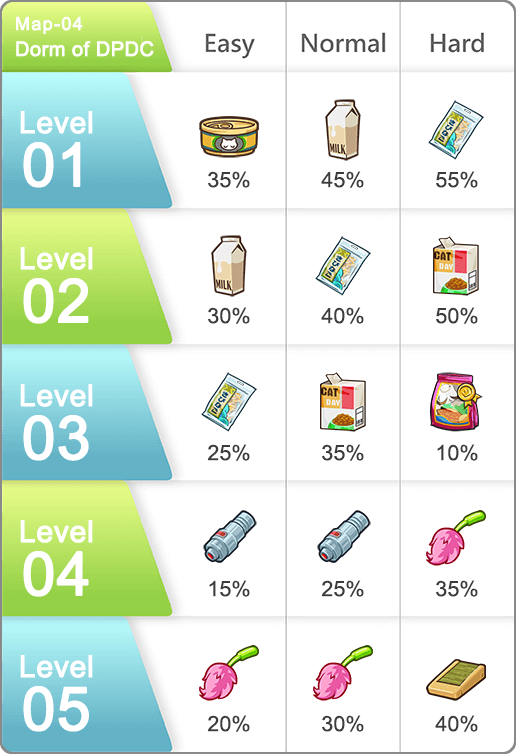 Map-04
Dorm of DPDC
Easy Normal Hard
Level
01
MILK
35% 45% 55%
Level
02
MILK
CAT
DAY
30% 40% 50%
Level
03
CAT
DAY
25% 35% 10%
Level
04
15% 25% 35%
Level
05
20% 30% 40%